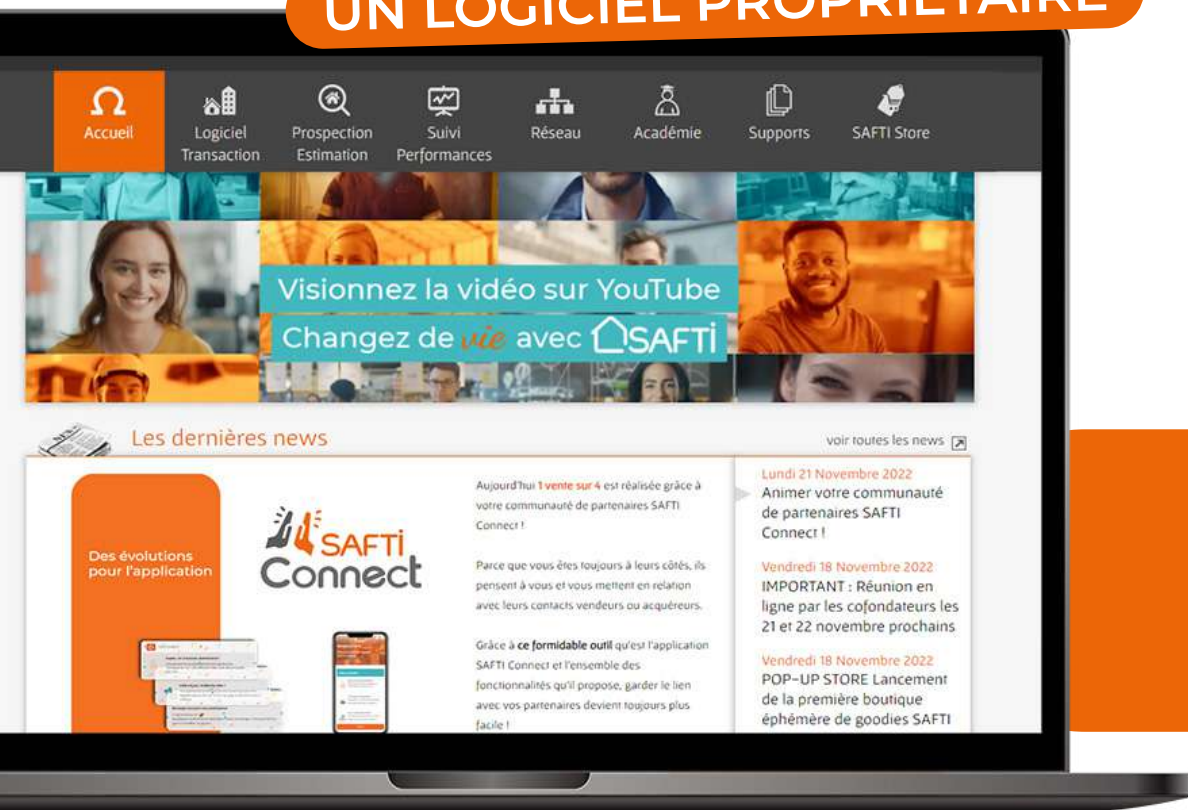 UN LOGICIEL PROPRIÉTAIRE
Accueil
Logiciel
Transaction
Prospection
Estimation
Suivi
Performances
Réseau
Académie
Supports
SAFTI Store
Visionnez la vidéo sur YouTube
Changez de vie avec SAFTI
Les dernières news
voir toutes les news
Des évolutions
pour l'application
SAFTI
Connect
Aujourd'hui 1 vente sur 4 est réalisée grâce à
votre communauté de partenaires SAFTI
Connect !
Parce que vous êtes toujours à leurs côtés, ils
pensent à vous et vous mettent en relation
avec leurs contacts vendeurs ou acquéreurs.
Grâce à ce formidable outil qu'est l'application
SAFTI Connect et l'ensemble des
fonctionnalités qu'il propose, garder le lien
avec vos partenaires devient toujours plus
facile !
Lundi 21 Novembre 2022
Animer votre communauté
de partenaires SAFTI
Connect !
Vendredi 18 Novembre 2022
IMPORTANT : Réunion en
ligne par les cofondateurs les
21 et 22 novembre prochains
Vendredi 18 Novembre 2022
POP-UP STORE Lancement
de la première boutique
éphémère de goodies SAFTI